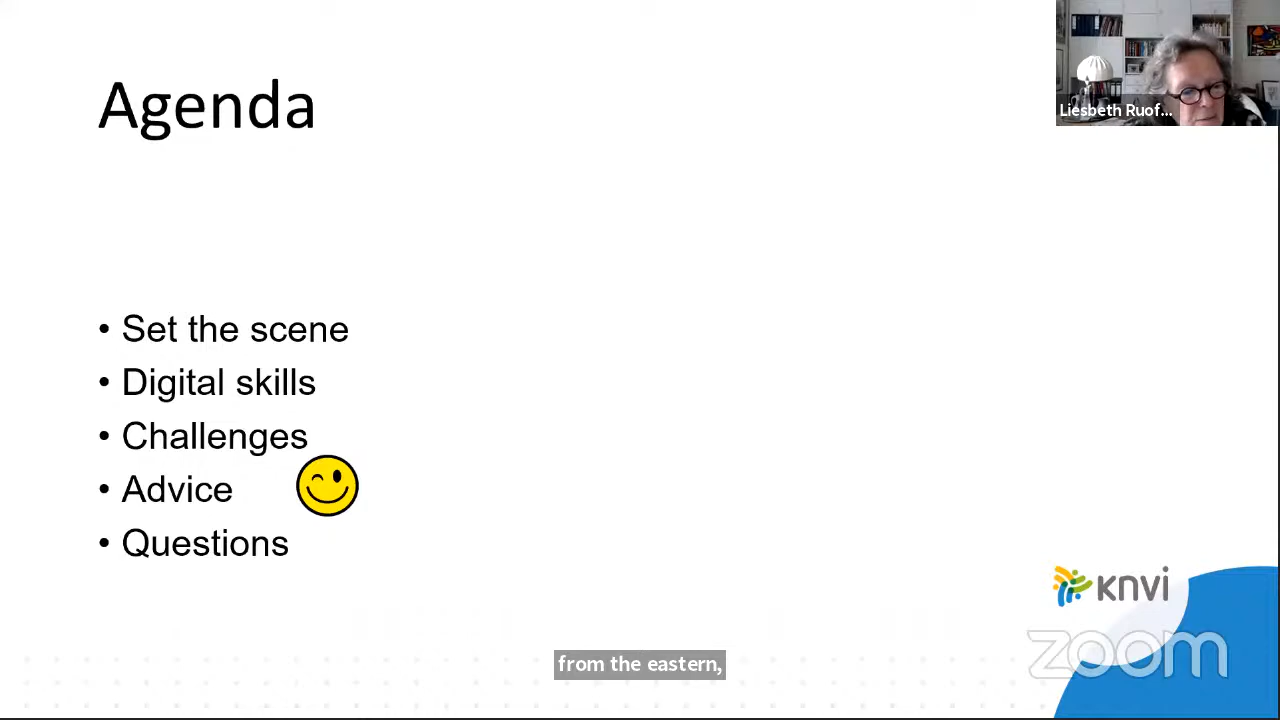 Agenda
Liesbeth Ruof...
• Set the scene
• Digital skills
• Challenges
• Advice
• Questions
knvi
zoom
from the eastern,